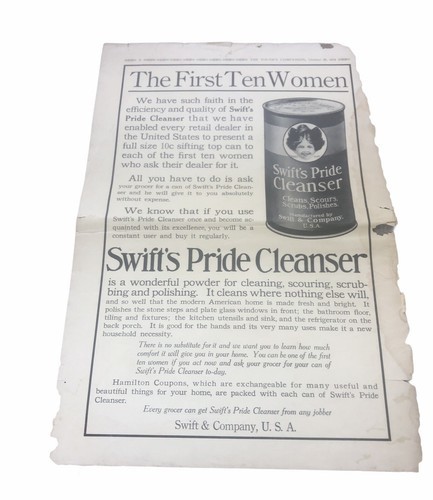 The First Ten Women
We have such faith in the
efficiency and quality of Swift's
Pride Cleanser that we have
enabled every retail dealer in
the United States to present a
full size 10c sifting top can to
each of the first ten women
who ask their dealer for it.
All you have to do is ask
your grocer for a can of Swift's Pride Clean-
ser and he will give it to you absolutely
without expense.
We know that if you use
Swift's Pride Cleanser once and become ac-
quainted with its excellence, you will be a
constant user and buy it regularly.
Swift's Pride
Cleanser
Cleans, Scours,
Scrubs, Polishes.
Manufactured by
Swift & Company,
U.S.A.
Swift's Pride Cleanser
is a wonderful powder for cleaning, scouring, scrub-
bing and polishing. It cleans where nothing else will,
and so well that the modern American home is made fresh and bright. It
polishes the stone steps and plate glass windows in front; the bathroom floor,
tiling and fixtures; the kitchen utensils and sink, and the refrigerator on the
back porch. It is good for the hands and its very many uses make it a new
household necessity.
There is no substitute for it and we want you to learn how much
comfort it will give you in your home. You can be one of the first
ten women if you act now and ask your grocer for your can of
Swift's Pride Cleanser to-day.
Hamilton Coupons, which are exchangeable for many useful and
beautiful things for your home, are packed with each can of Swift's Pride
Cleanser.
Every grocer can get Swift's Pride Cleanser from any jobber
Swift & Company, U. S. A.